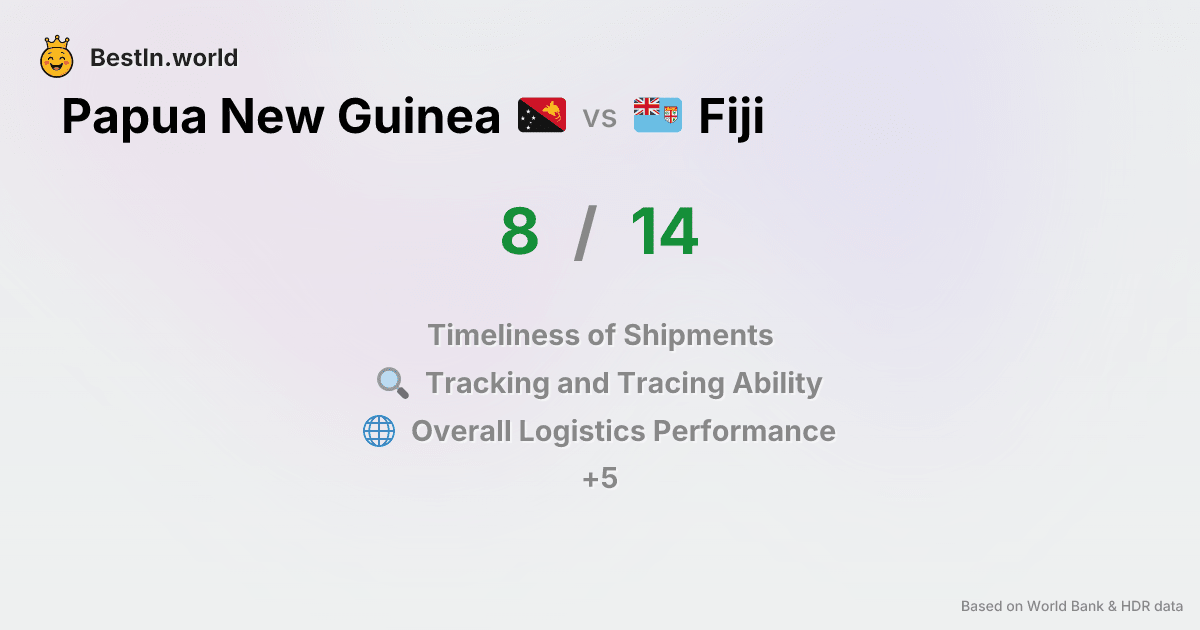 BestIn.world
Papua New Guinea vs Fiji
8 / 14
Timeliness of Shipments
Tracking and Tracing Ability
Overall Logistics Performance
+5
Based on World Bank & HDR data